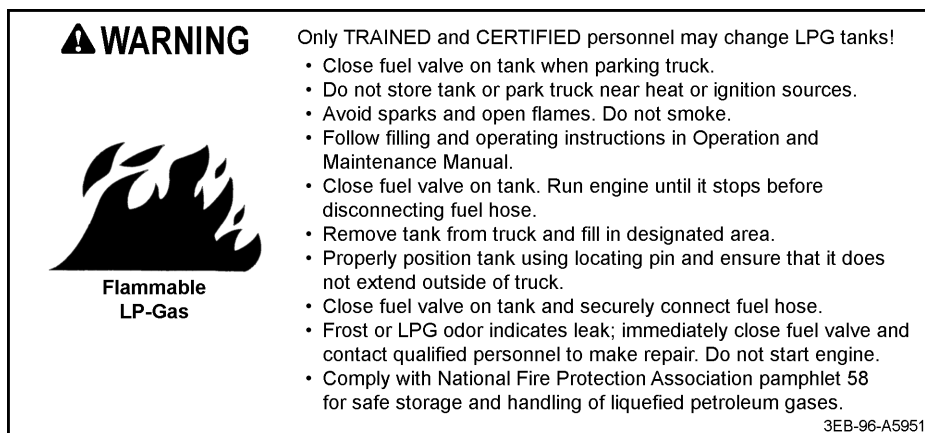 WARNING
Flammable
LP-Gas
Only TRAINED and CERTIFIED personnel may change LPG tanks!
• Close fuel valve on tank when parking truck.
• Do not store tank or park truck near heat or ignition sources.
• Avoid sparks and open flames. Do not smoke.
• Follow filling and operating instructions in Operation and
Maintenance Manual.
• Close fuel valve on tank. Run engine until it stops before
disconnecting fuel hose.
• Remove tank from truck and fill in designated area.
• Properly position tank using locating pin and ensure that it does
not extend outside of truck.
• Close fuel valve on tank and securely connect fuel hose.
• Frost or LPG odor indicates leak; immediately close fuel valve and
contact qualified personnel to make repair. Do not start engine.
• Comply with National Fire Protection Association pamphlet 58
for safe storage and handling of liquefied petroleum gases.
3EB-96-A5951